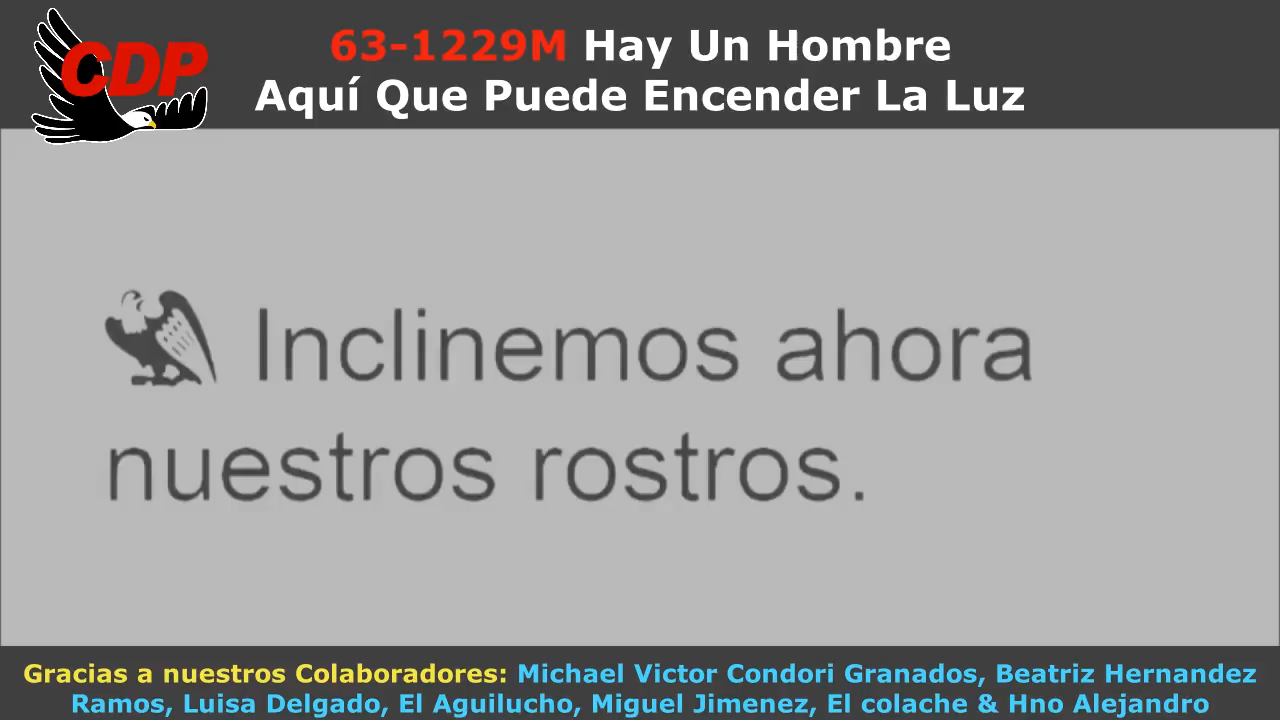 CDP
63-1229M Hay Un Hombre
Aquí Que Puede Encender La Luz
Inclinemos ahora
nuestros rostros.
Gracias a nuestros Colaboradores: Michael Victor Condori Granados, Beatriz Hernandez
Ramos, Luisa Delgado, El Aguilucho, Miguel Jimenez, El colache & Hno Alejandro